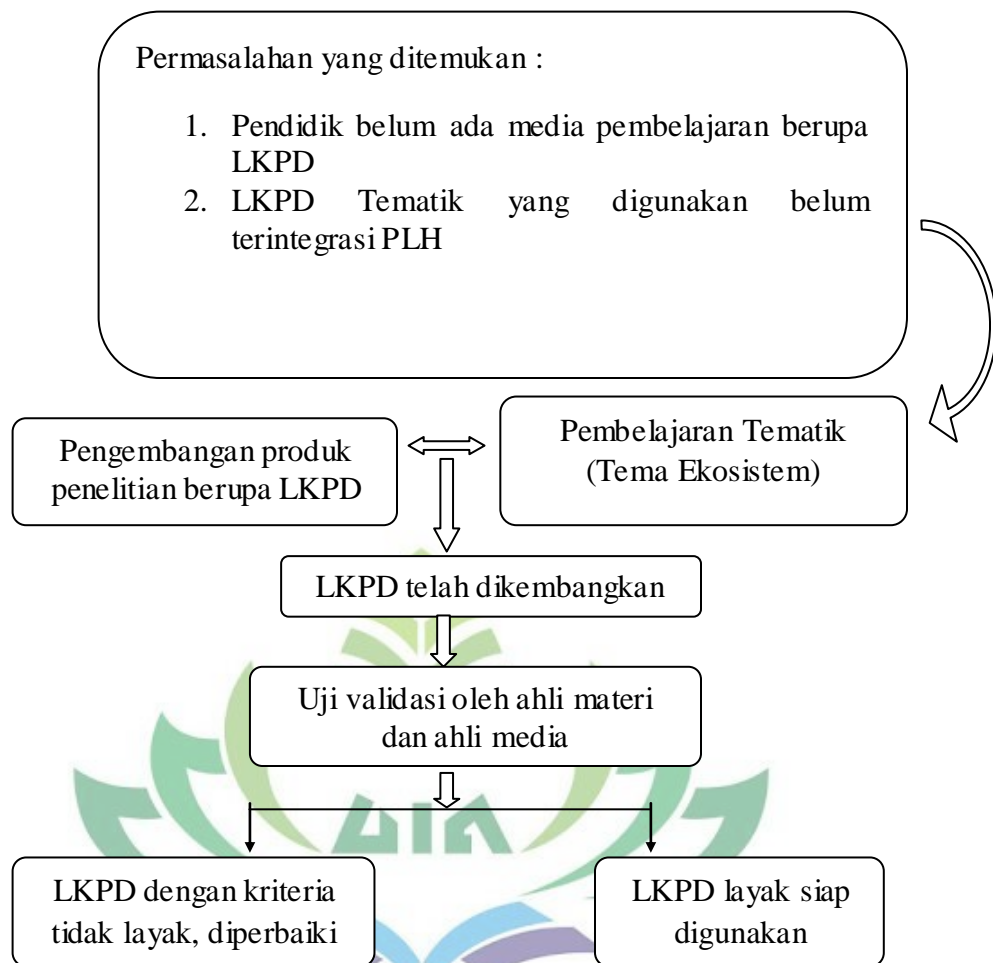 Permasalahan yang ditemukan :
1. Pendidik belum ada media pembelajaran berupa
LKPD
2. LKPD Tematik yang digunakan belum
terintegrasi PLH
Pengembangan produk
penelitian berupa LKPD
Pembelajaran Tematik
(Tema Ekosistem)
LKPD telah dikembangkan
Uji validasi oleh ahli materi
dan ahli media
UIN
LKPD dengan kriteria
tidak layak, diperbaiki
LKPD layak siap
digunakan